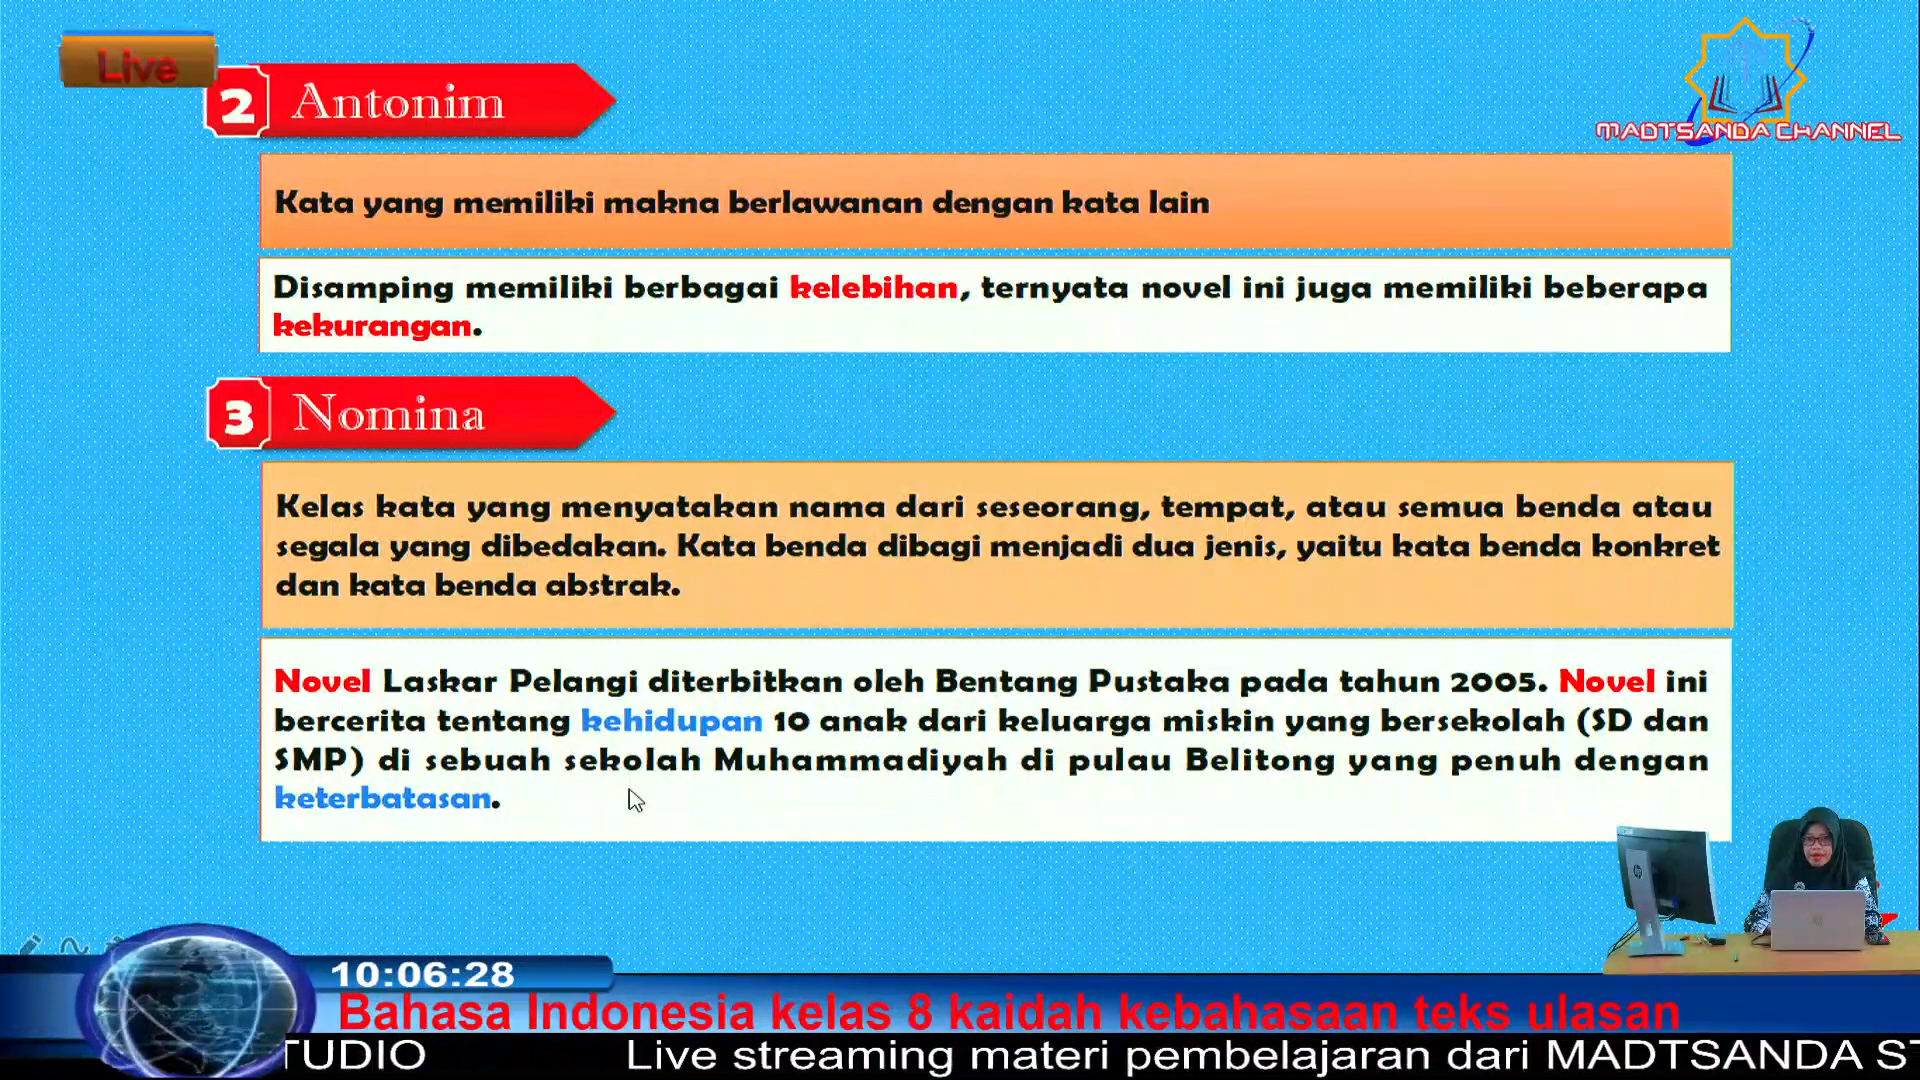 Live
2 Antonim
MADTSANDA CHANNEL
Kata yang memiliki makna berlawanan dengan kata lain
Disamping memiliki berbagai kelebihan, ternyata novel ini juga memiliki beberapa
kekurangan.
3 Nomina
Kelas kata yang menyatakan nama dari seseorang, tempat, atau semua benda atau
segala yang dibedakan. Kata benda dibagi menjadi dua jenis, yaitu kata benda konkret
dan kata benda abstrak.
Novel Laskar Pelangi diterbitkan oleh Bentang Pustaka pada tahun 2005. Novel ini
bercerita tentang kehidupan 10 anak dari keluarga miskin yang bersekolah (SD dan
SMP) di sebuah sekolah Muhammadiyah di pulau Belitong yang penuh dengan
keterbatasan.
10:06:28
Bahasa Indonesia kelas 8 kaidah kebahasaan teks ulasan
TUDIO Live streaming materi pembelajaran dari MADTSANDA ST